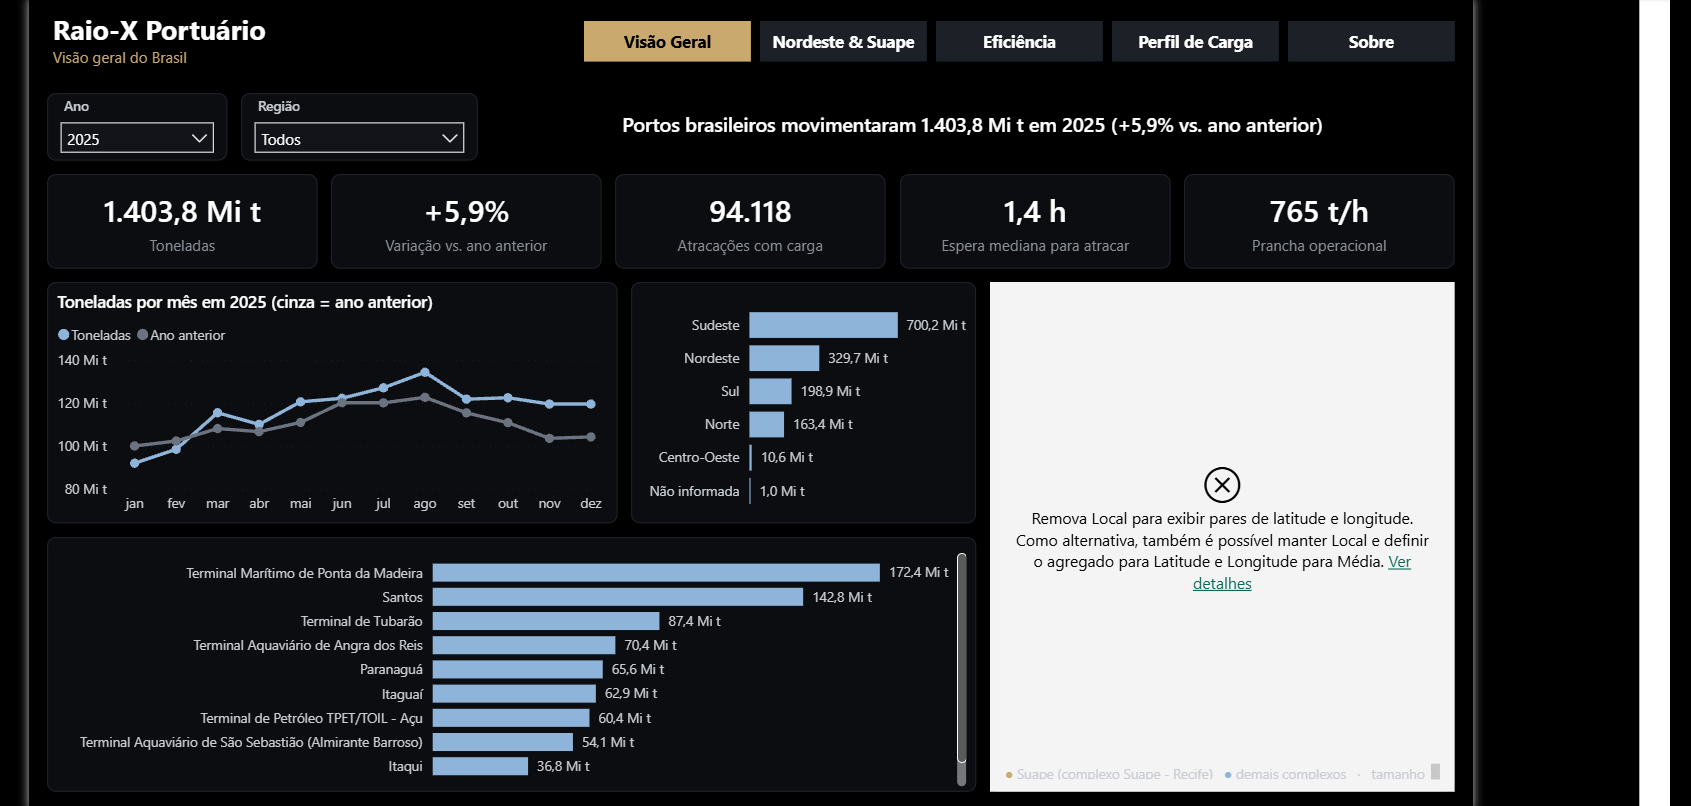 Raio-X Portuário
Visão geral do Brasil
Visão Geral
Nordeste & Suape
Eficiência
Perfil de Carga
Sobre
Ano
2025
Região
Todos
Portos brasileiros movimentaram 1.403,8 Mi t em 2025 (+5,9% vs. ano anterior)
1.403,8 Mi t
Toneladas
+5,9%
Variação vs. ano anterior
94.118
Atracações com carga
1,4 h
Espera mediana para atracar
765 t/h
Prancha operacional
Toneladas por mês em 2025 (cinza = ano anterior)
Toneladas
Ano anterior
140 Mi t
120 Mi t
100 Mi t
80 Mi t
jan fev mar abr mai jun jul ago set out nov dez
Sudeste 700,2 Mi t
Nordeste 329,7 Mi t
Sul 198,9 Mi t
Norte 163,4 Mi t
Centro-Oeste 10,6 Mi t
Não informada 1,0 Mi t
Terminal Marítimo de Ponta da Madeira 172,4 Mi t
Santos 142,8 Mi t
Terminal de Tubarão 87,4 Mi t
Terminal Aquaviário de Angra dos Reis 70,4 Mi t
Paranaguá 65,6 Mi t
Itaguaí 62,9 Mi t
Terminal de Petróleo TPET/TOIL - Açu 60,4 Mi t
Terminal Aquaviário de São Sebastião (Almirante Barroso) 54,1 Mi t
Itaqui 36,8 Mi t
Remova Local para exibir pares de latitude e longitude.
Como alternativa, também é possível manter Local e definir
o agregado para Latitude e Longitude para Média. Ver
detalhes
Suape (complexo Suape - Recife) demais complexos · tamanho